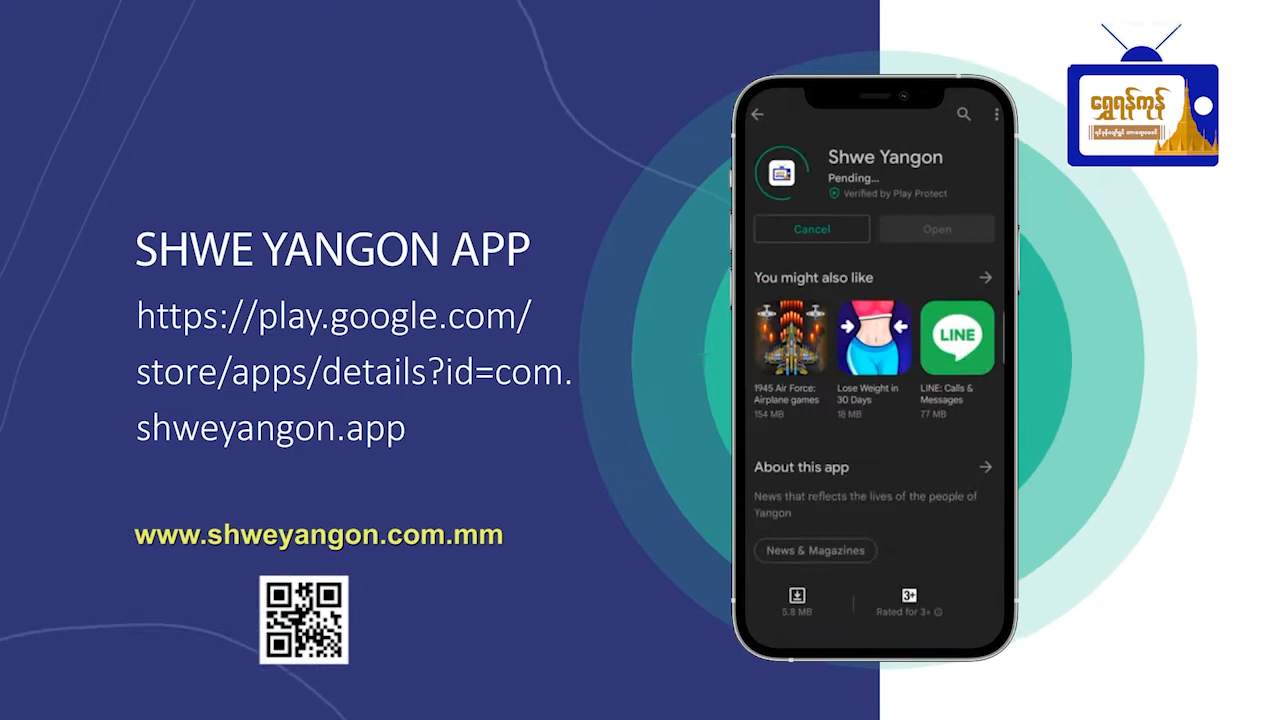 SHWE YANGON APP
https://play.google.com/
store/apps/details?id=com.
shweyangon.app
www.shweyangon.com.mm
ရွှေရန်ကုန်
Shwe Yangon
Pending...
Verified by Play Protect
Cancel
Open
You might also like
1945 Air Force:
Airplane games
154 MB
Lose Weight in
30 Days
18 MB
LINE
LINE: Calls &
Messages
77 MB
About this app
News that reflects the lives of the people of
Yangon
News & Magazines
5.8 MB
3+
Rated for 3+